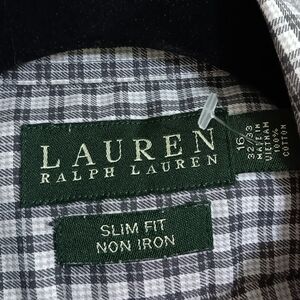 LAUREN
RALPH LAUREN
SLIM FIT
NON IRON
16
32/33
MADE IN
VIETNAM
100%
COTTON